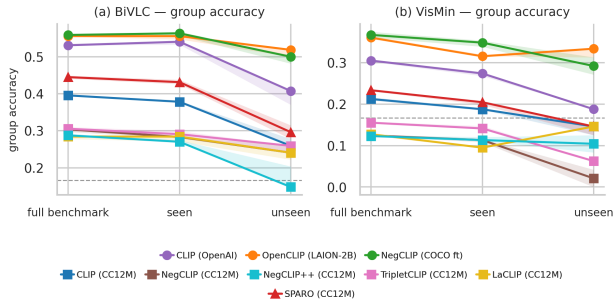 (a) BiVLC — group accuracy
(b) VisMin — group accuracy
group accuracy
0.5
0.4
0.3
0.2
full benchmark
seen
unseen
0.3
0.2
0.1
0.0
full benchmark
seen
unseen
CLIP (OpenAI)
OpenCLIP (LAION-2B)
NegCLIP (COCO ft)
CLIP (CC12M)
NegCLIP (CC12M)
NegCLIP++ (CC12M)
TripletCLIP (CC12M)
LaCLIP (CC12M)
SPARO (CC12M)